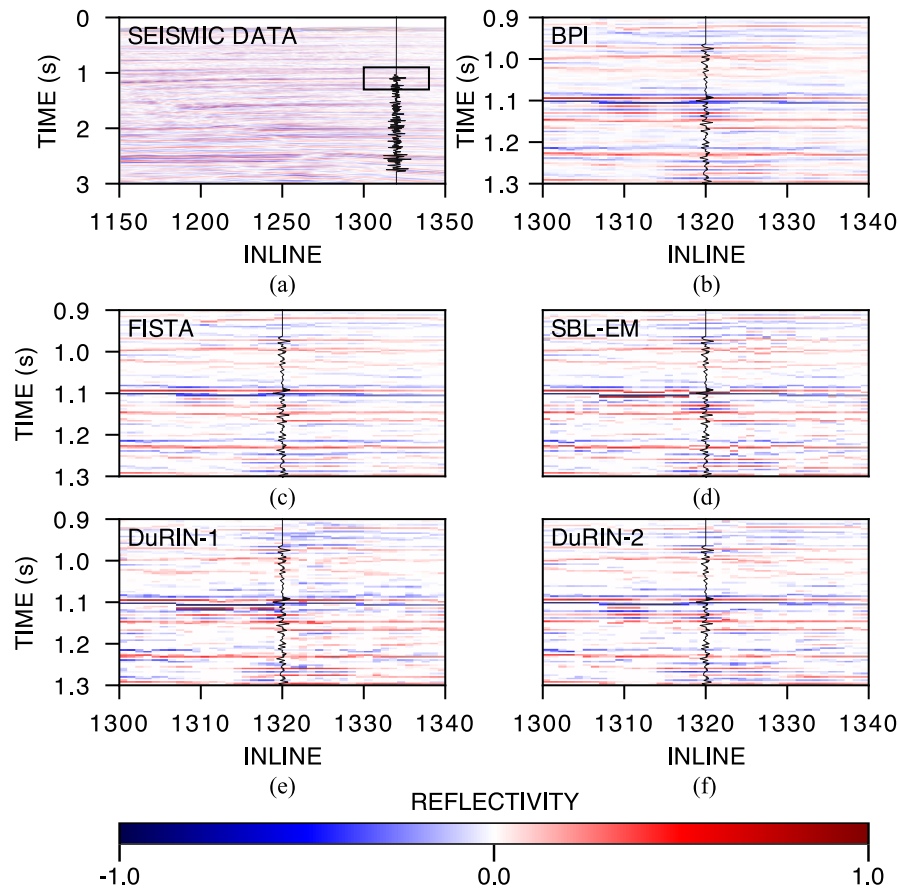 SEISMIC DATA
BPI
TIME (s)
0
1
2
3
1150 1200 1250 1300 1350
INLINE
(a)
TIME (s)
0.9
1.0
1.1
1.2
1.3
1300 1310 1320 1330 1340
INLINE
(b)
FISTA
SBL-EM
TIME (s)
0.9
1.0
1.1
1.2
1.3
(c)
(d)
DuRIN-1
DuRIN-2
TIME (s)
0.9
1.0
1.1
1.2
1.3
1300 1310 1320 1330 1340
INLINE
(e)
1300 1310 1320 1330 1340
INLINE
(f)
REFLECTIVITY
-1.0 0.0 1.0